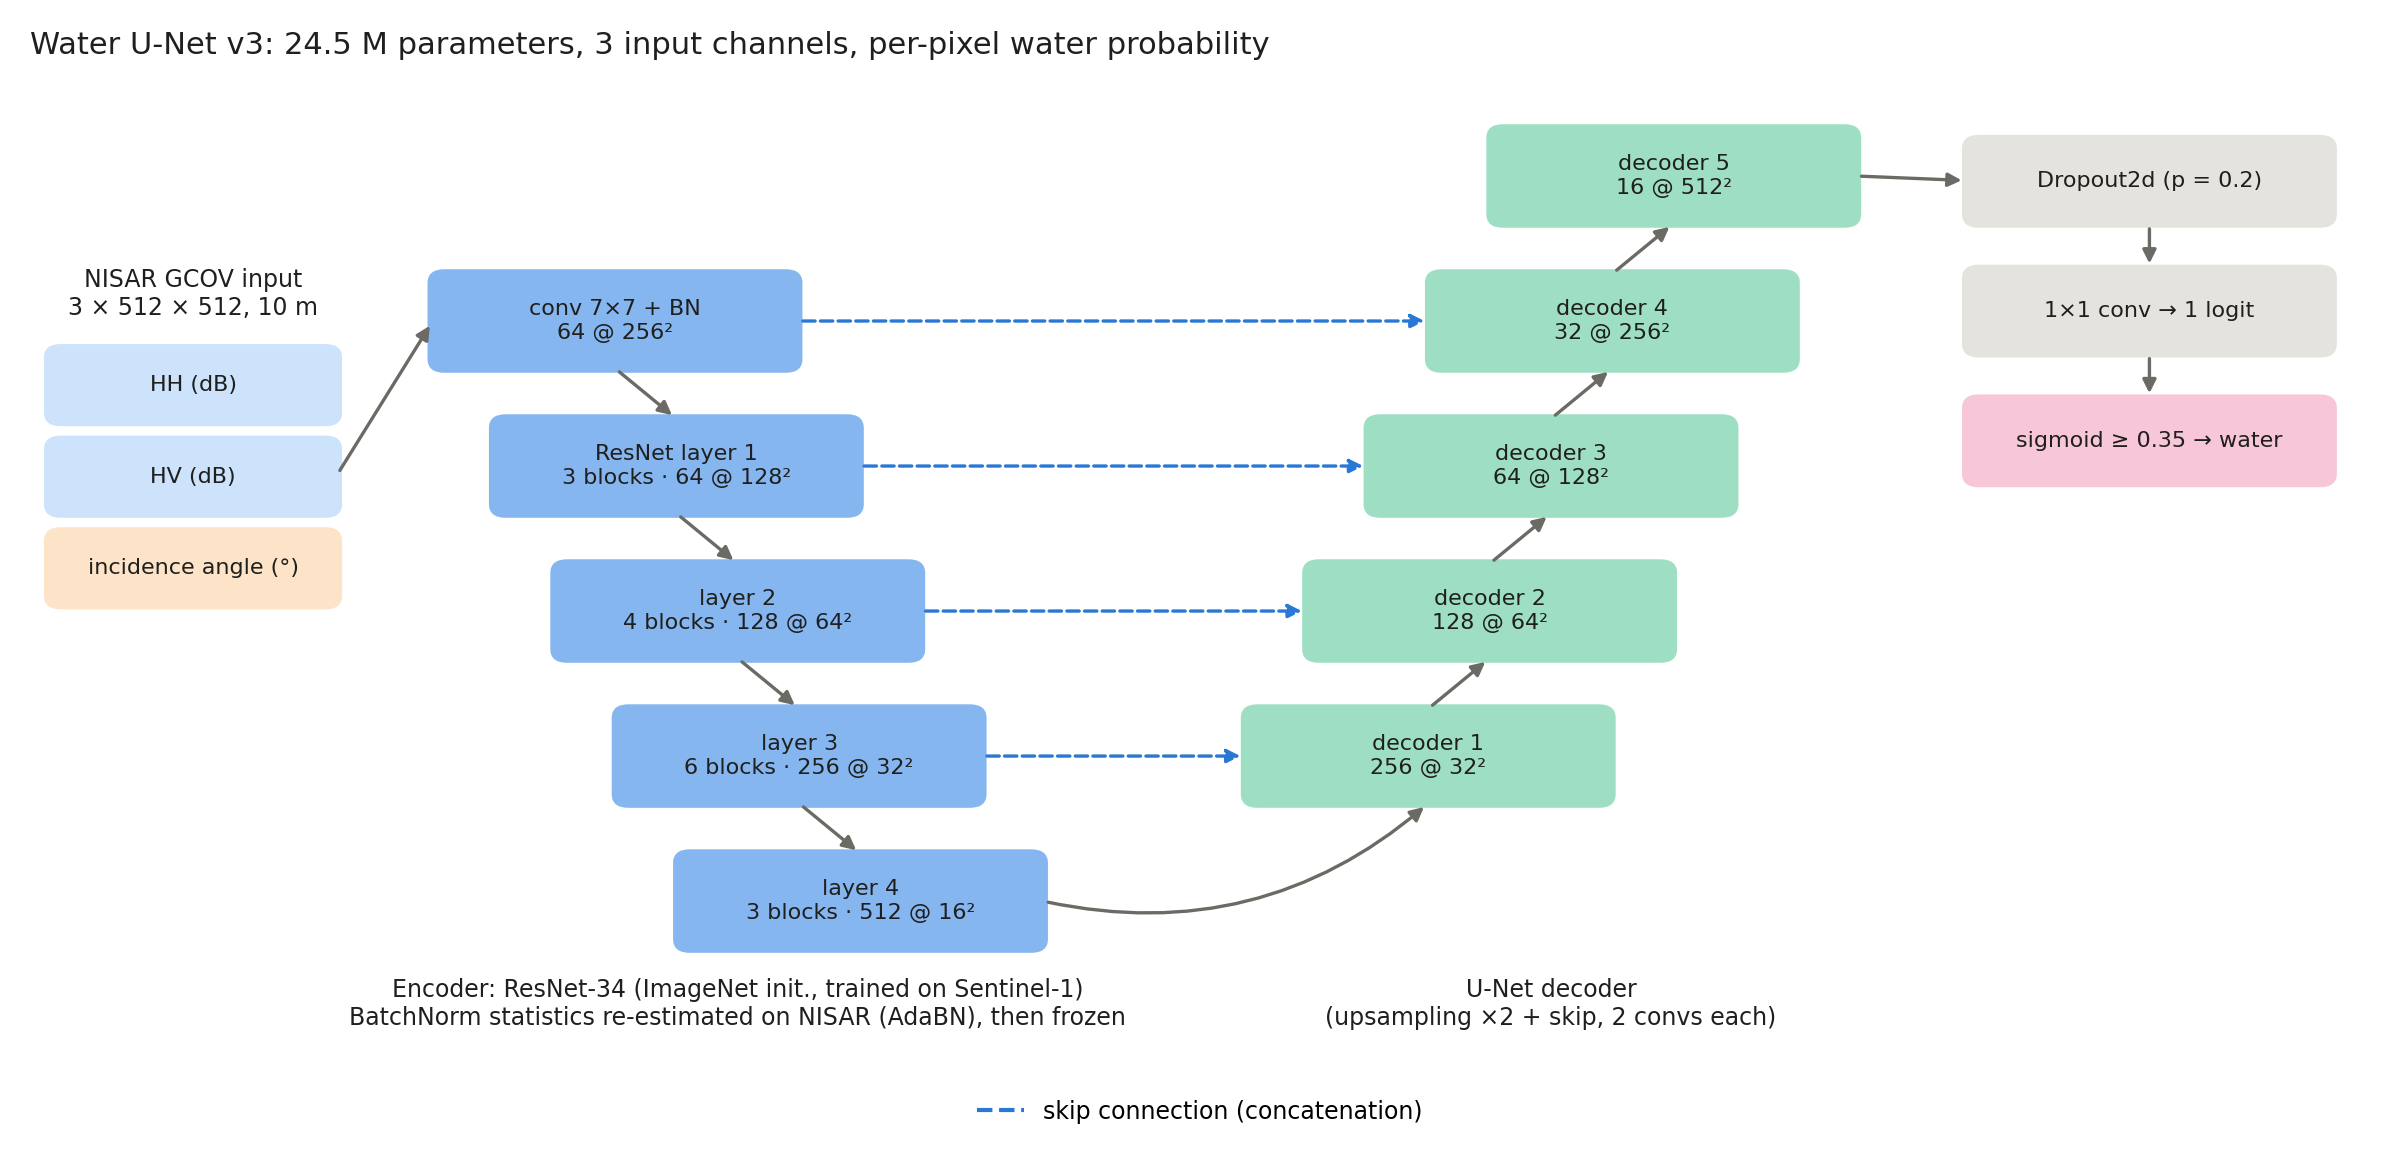 Water U-Net v3: 24.5 M parameters, 3 input channels, per-pixel water probability
NISAR GCOV input
3 × 512 × 512, 10 m
HH (dB)
HV (dB)
incidence angle (°)
conv 7×7 + BN
64 @ 256²
ResNet layer 1
3 blocks · 64 @ 128²
layer 2
4 blocks · 128 @ 64²
layer 3
6 blocks · 256 @ 32²
layer 4
3 blocks · 512 @ 16²
Encoder: ResNet-34 (ImageNet init., trained on Sentinel-1)
BatchNorm statistics re-estimated on NISAR (AdaBN), then frozen
decoder 5
16 @ 512²
decoder 4
32 @ 256²
decoder 3
64 @ 128²
decoder 2
128 @ 64²
decoder 1
256 @ 32²
U-Net decoder
(upsampling ×2 + skip, 2 convs each)
Dropout2d (p = 0.2)
1×1 conv → 1 logit
sigmoid ≥ 0.35 → water
skip connection (concatenation)